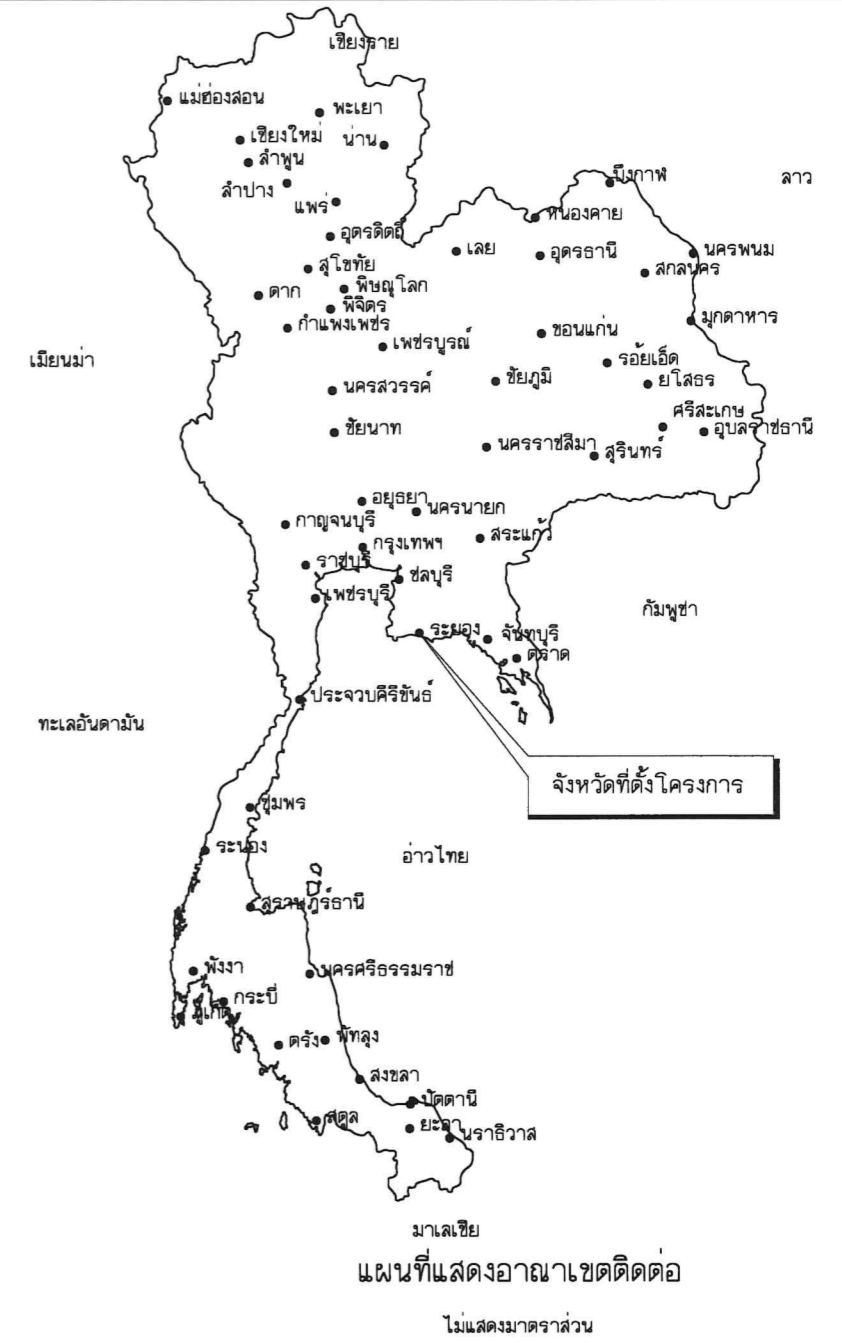 เชียงราย
แม่ฮ่องสอน
พะเยา
เชียงใหม่
น่าน
ลำพูน
ลำปาง
แพร่
บึงกาฬ
ลาว
หนองคาย
อุตรดิตถ์
เลย
อุดรธานี
นครพนม
สกลนคร
สุโขทัย
พิษณุโลก
ตาก
พิจิตร
กำแพงเพชร
มุกดาหาร
ขอนแก่น
เพชรบูรณ์
เมียนม่า
รอ้ยเอ็ด
ชัยภูมิ
ยโสธร
นครสวรรค์
ศรีสะเกษ
ชัยนาท
อุบลราชธานี
นครราชสีมา
สุรินทร์
อยุธยา
นครนายก
กาญจนบุรี
สระแก้ว
กรุงเทพฯ
ราชบุรี
ชลบุรี
เพชรบุรี
กัมพูชา
ระยอง
จันทบุรี
ตราด
ประจวบคีรีขันธ์
ทะเลอันดามัน
จังหวัดที่ตั้งโครงการ
ชุมพร
ระนอง
อ่าวไทย
สุราษฎร์ธานี
พังงา
นครศรีธรรมราช
กระบี่
ภูเก็ต
ตรัง
พัทลุง
สงขลา
ปัตตานี
สตูล
ยะลา
นราธิวาส
มาเลเซีย
แผนที่แสดงอาณาเขตติดต่อ
ไม่แสดงมาตราส่วน